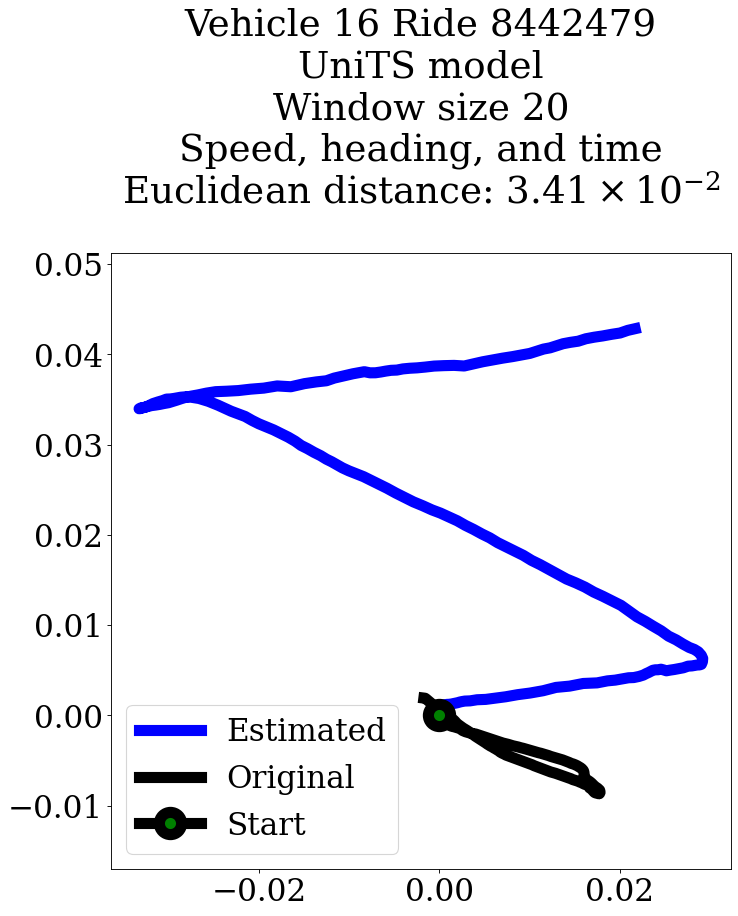 Vehicle 16 Ride 8442479
UniTS model
Window size 20
Speed, heading, and time
Euclidean distance: 3.41 × 10⁻²
0.05
0.04
0.03
0.02
0.01
0.00
−0.01
Estimated
Original
Start
−0.02 0.00 0.02